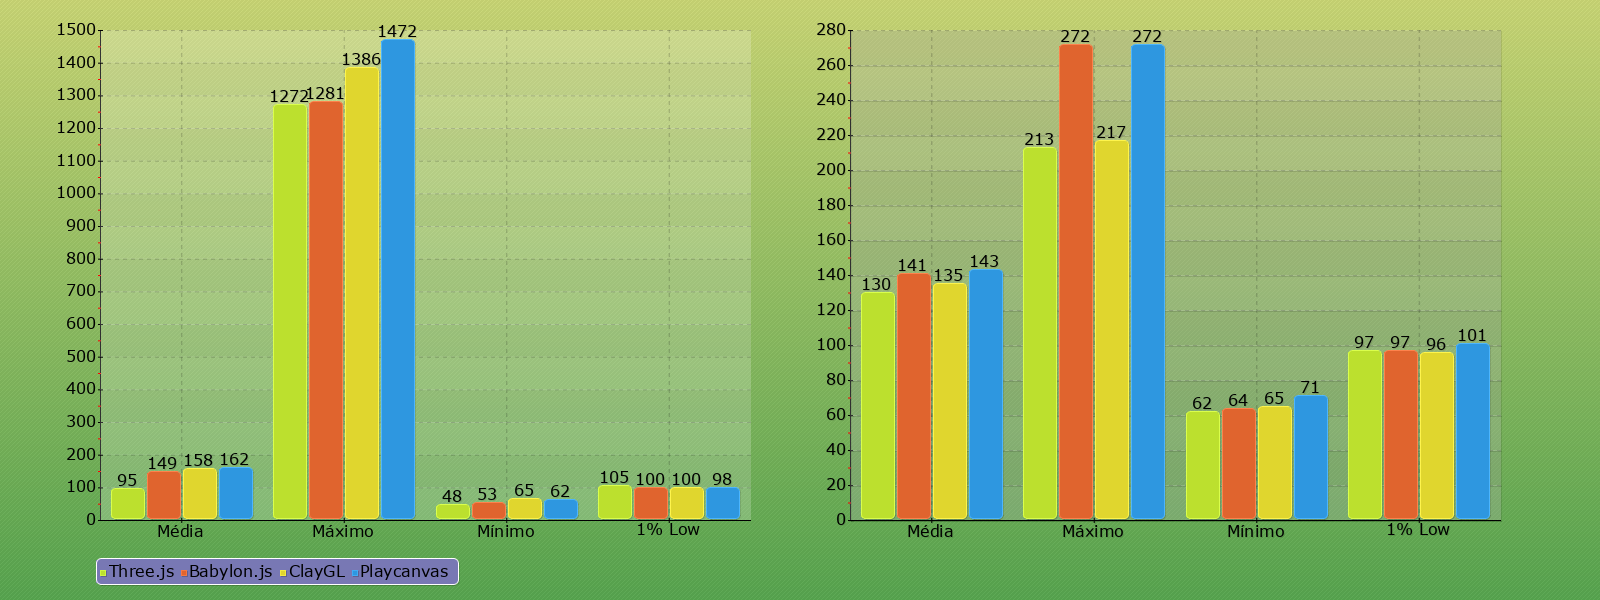 1500
1400
1300
1200
1100
1000
900
800
700
600
500
400
300
200
100
0
95 149 158 162
1272 1281 1386 1472
48 53 65 62
105 100 100 98
Média Máximo Mínimo 1% Low
Three.js Babylon.js ClayGL Playcanvas
280
260
240
220
200
180
160
140
120
100
80
60
40
20
0
130 141 135 143
213 272 217 272
62 64 65 71
97 97 96 101
Média Máximo Mínimo 1% Low